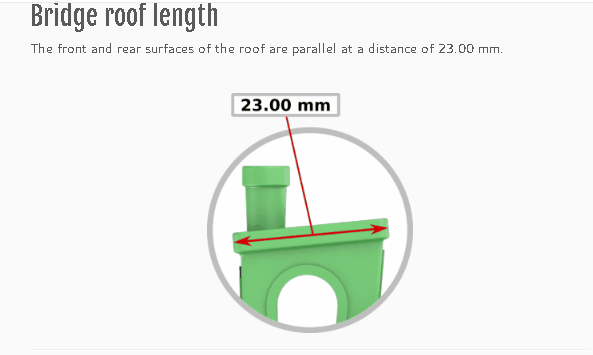 Bridge roof length
The front and rear surfaces of the roof are parallel at a distance of 23.00 mm.
23.00 mm